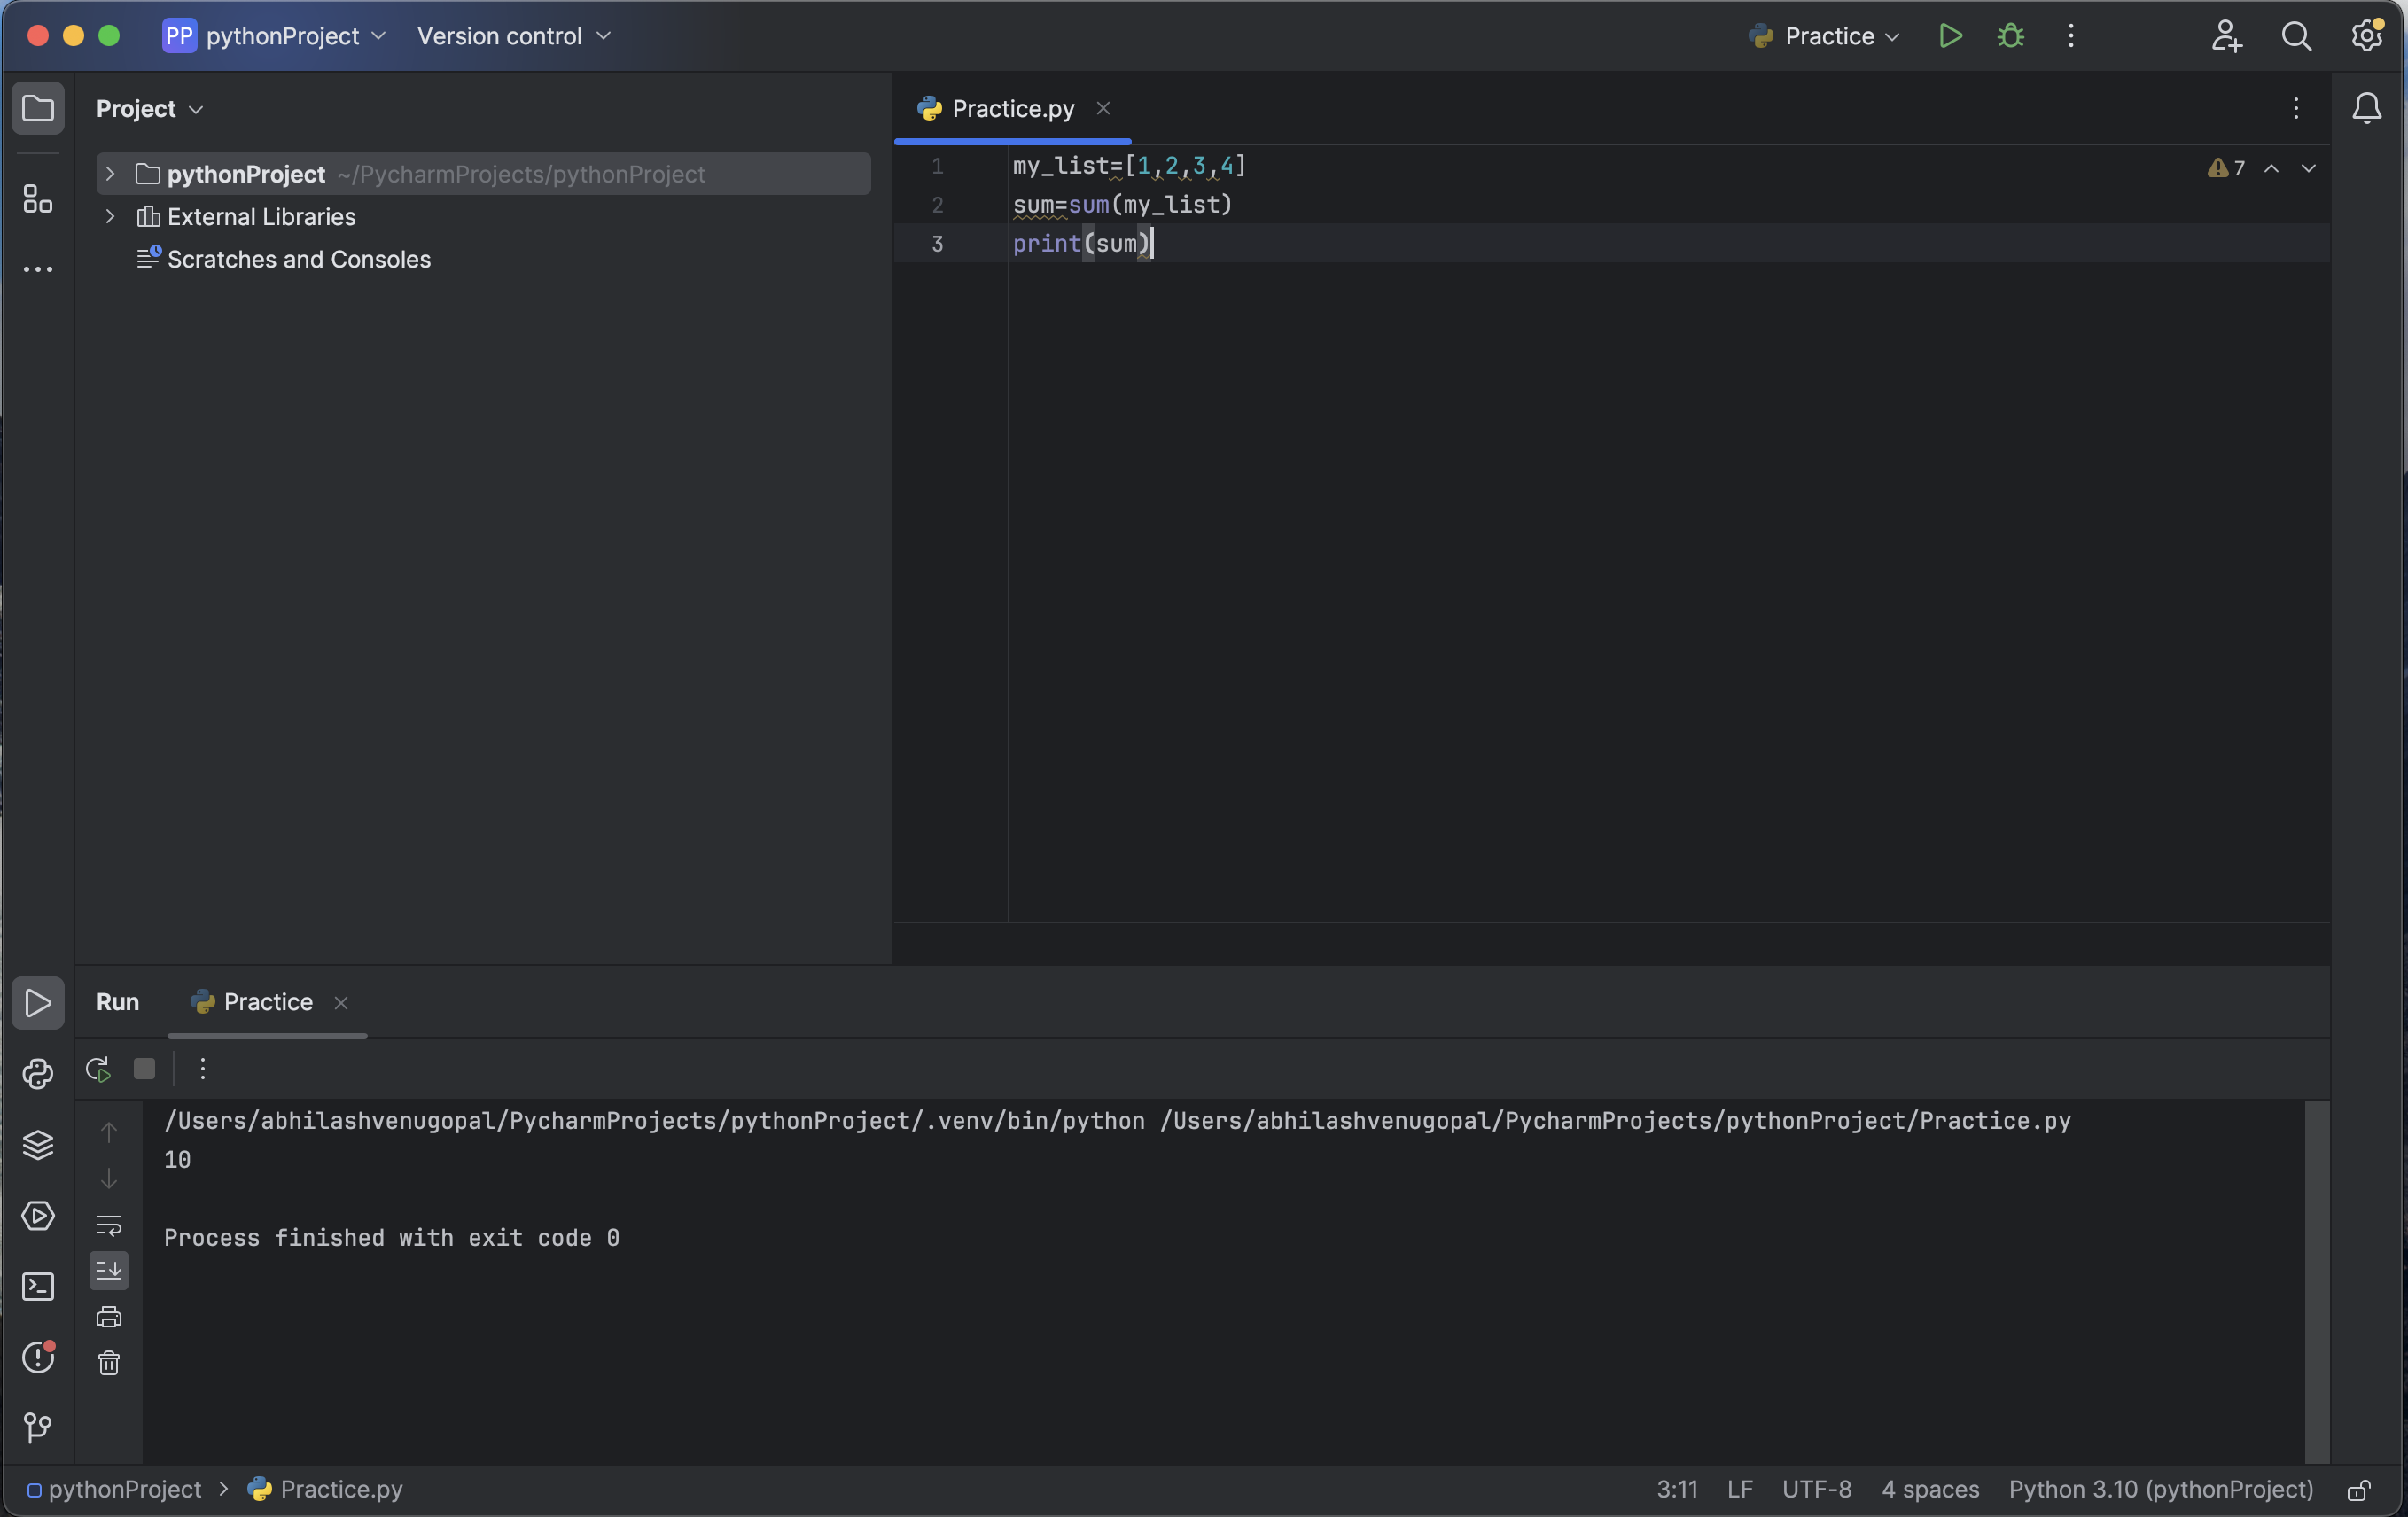 PP pythonProject Version control Practice
Project
Practice.py
pythonProject ~/PycharmProjects/pythonProject
External Libraries
Scratches and Consoles
1 my_list=[1,2,3,4]
2 sum=sum(my_list)
3 print(sum)
7
Run Practice
/Users/abhilashvenugopal/PycharmProjects/pythonProject/.venv/bin/python /Users/abhilashvenugopal/PycharmProjects/pythonProject/Practice.py
10
Process finished with exit code 0
pythonProject > Practice.py 3:11 LF UTF-8 4 spaces Python 3.10 (pythonProject)